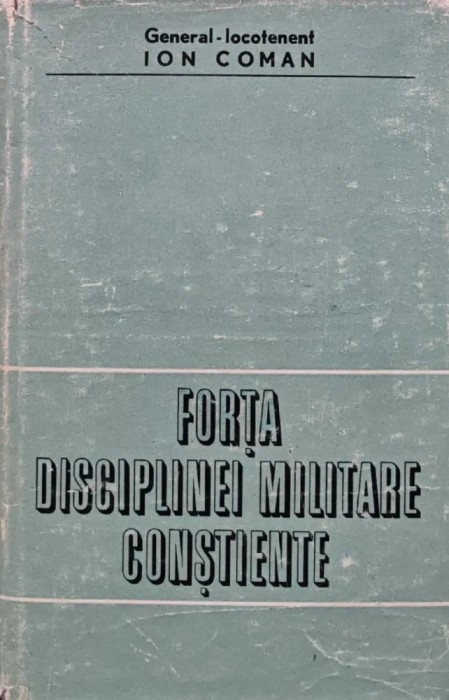 General-locotenent
ION COMAN
FORȚA
DISCIPLINEI MILITARE
CONȘTIENTE